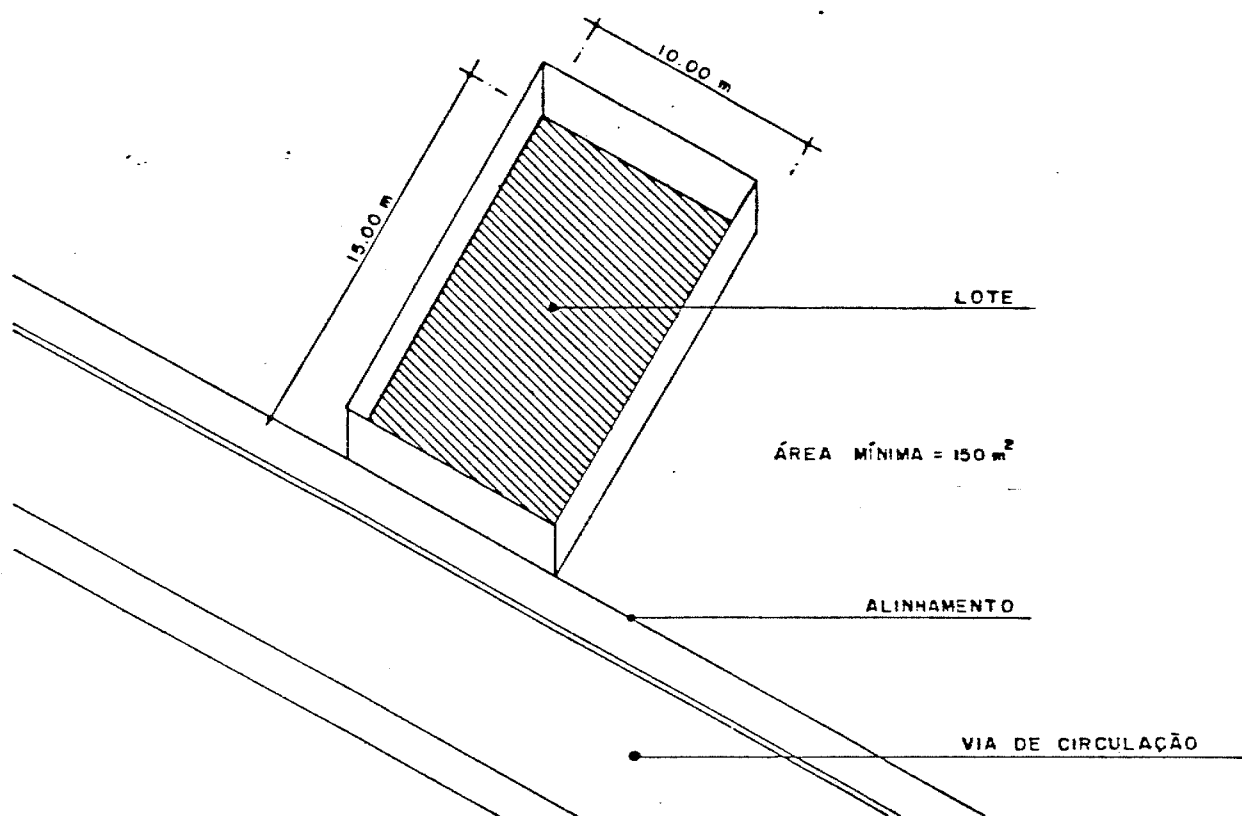 10.00 m
15.00 m
LOTE
ÁREA MÍNIMA = 150 m²
ALINHAMENTO
VIA DE CIRCULAÇÃO